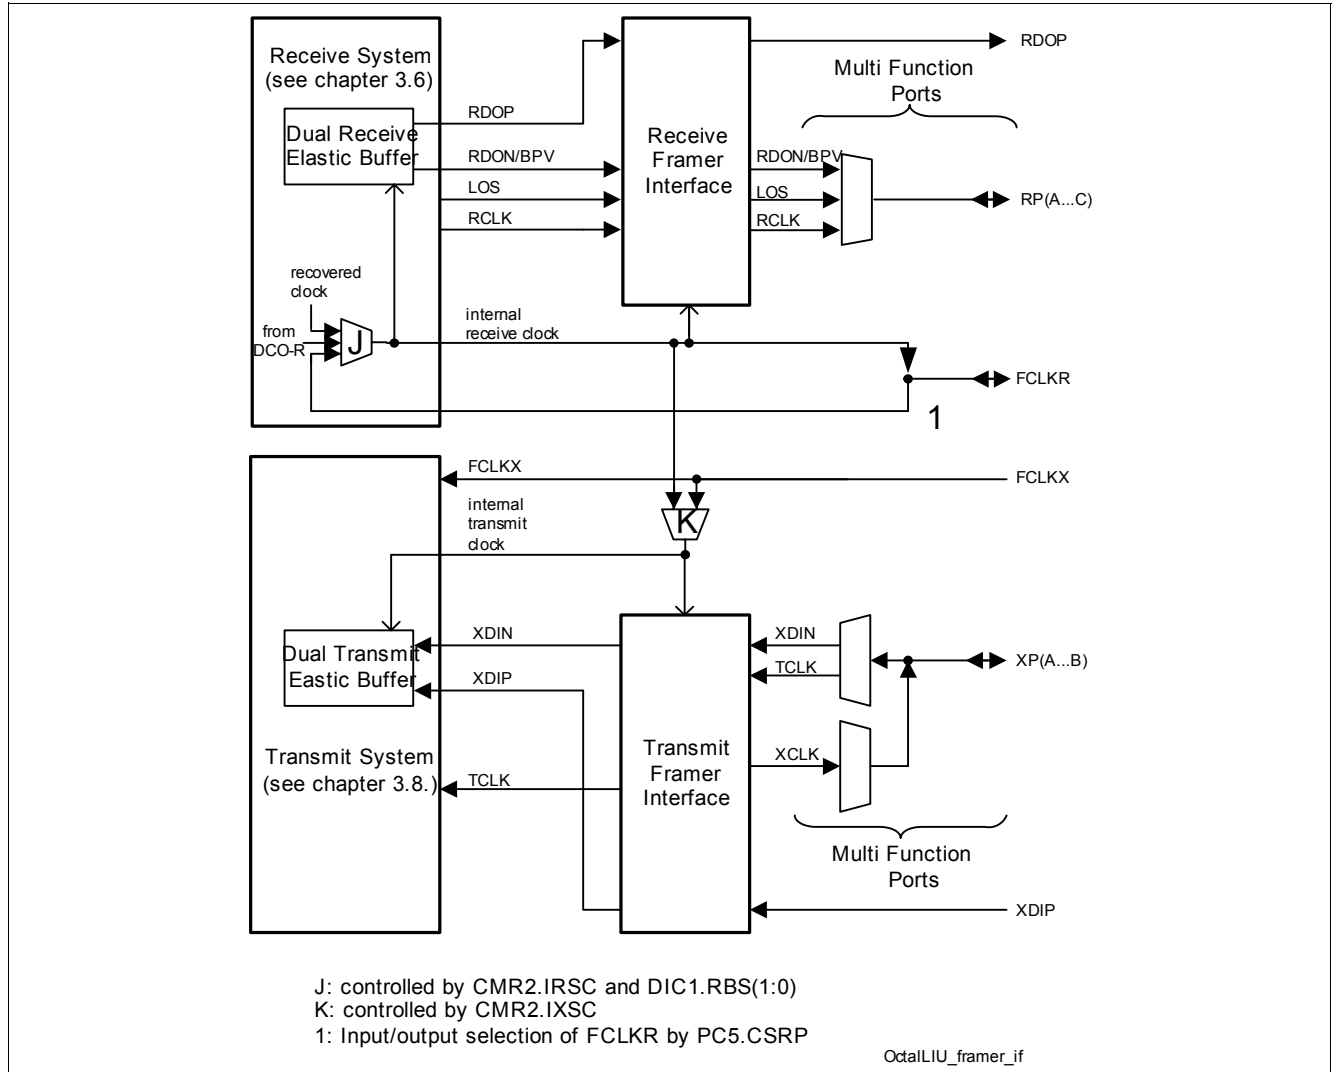 Receive System
(see chapter 3.6)
Dual Receive
Elastic Buffer
RDOP
RDON/BPV
LOS
RCLK
Receive
Framer
Interface
RDOP
Multi Function
Ports
RDON/BPV
LOS
RCLK
RP(A...C)
recovered
clock
from
DCO-R
J
internal
receive clock
FCLKR
1
FCLKX
FCLKX
internal
transmit
clock
K
Dual Transmit
Eastic Buffer
XDIN
XDIP
Transmit System
(see chapter 3.8.)
TCLK
Transmit
Framer
Interface
XDIN
TCLK
XP(A...B)
XCLK
Multi Function
Ports
XDIP
J: controlled by CMR2.IRSC and DIC1.RBS(1:0)
K: controlled by CMR2.IXSC
1: Input/output selection of FCLKR by PC5.CSRP
OctalLIU_framer_if